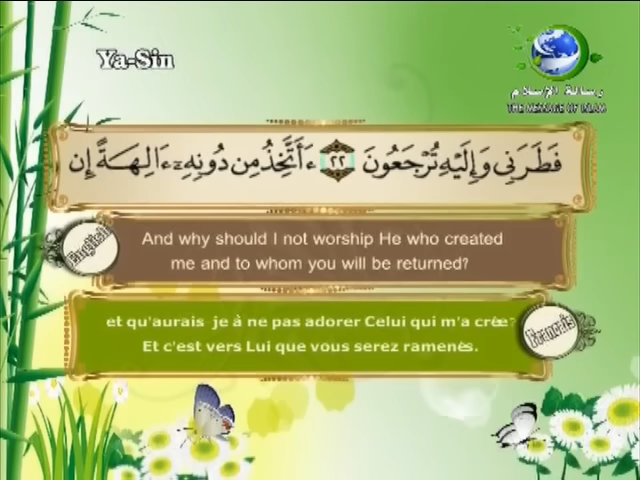 Ya-Sin
رسالة الإسلام
THE MESSAGE OF ISLAM
فَطَرَنِى وَإِلَيْهِ تُرْجَعُونَ ٢٢ ءَأَتَّخِذُ مِن دُونِهِۦٓ ءَالِهَةً إِن
English
And why should I not worship He who created
me and to whom you will be returned?
et qu'aurais je à ne pas adorer Celui qui m'a créé?
Et c'est vers Lui que vous serez ramenés.
Francais